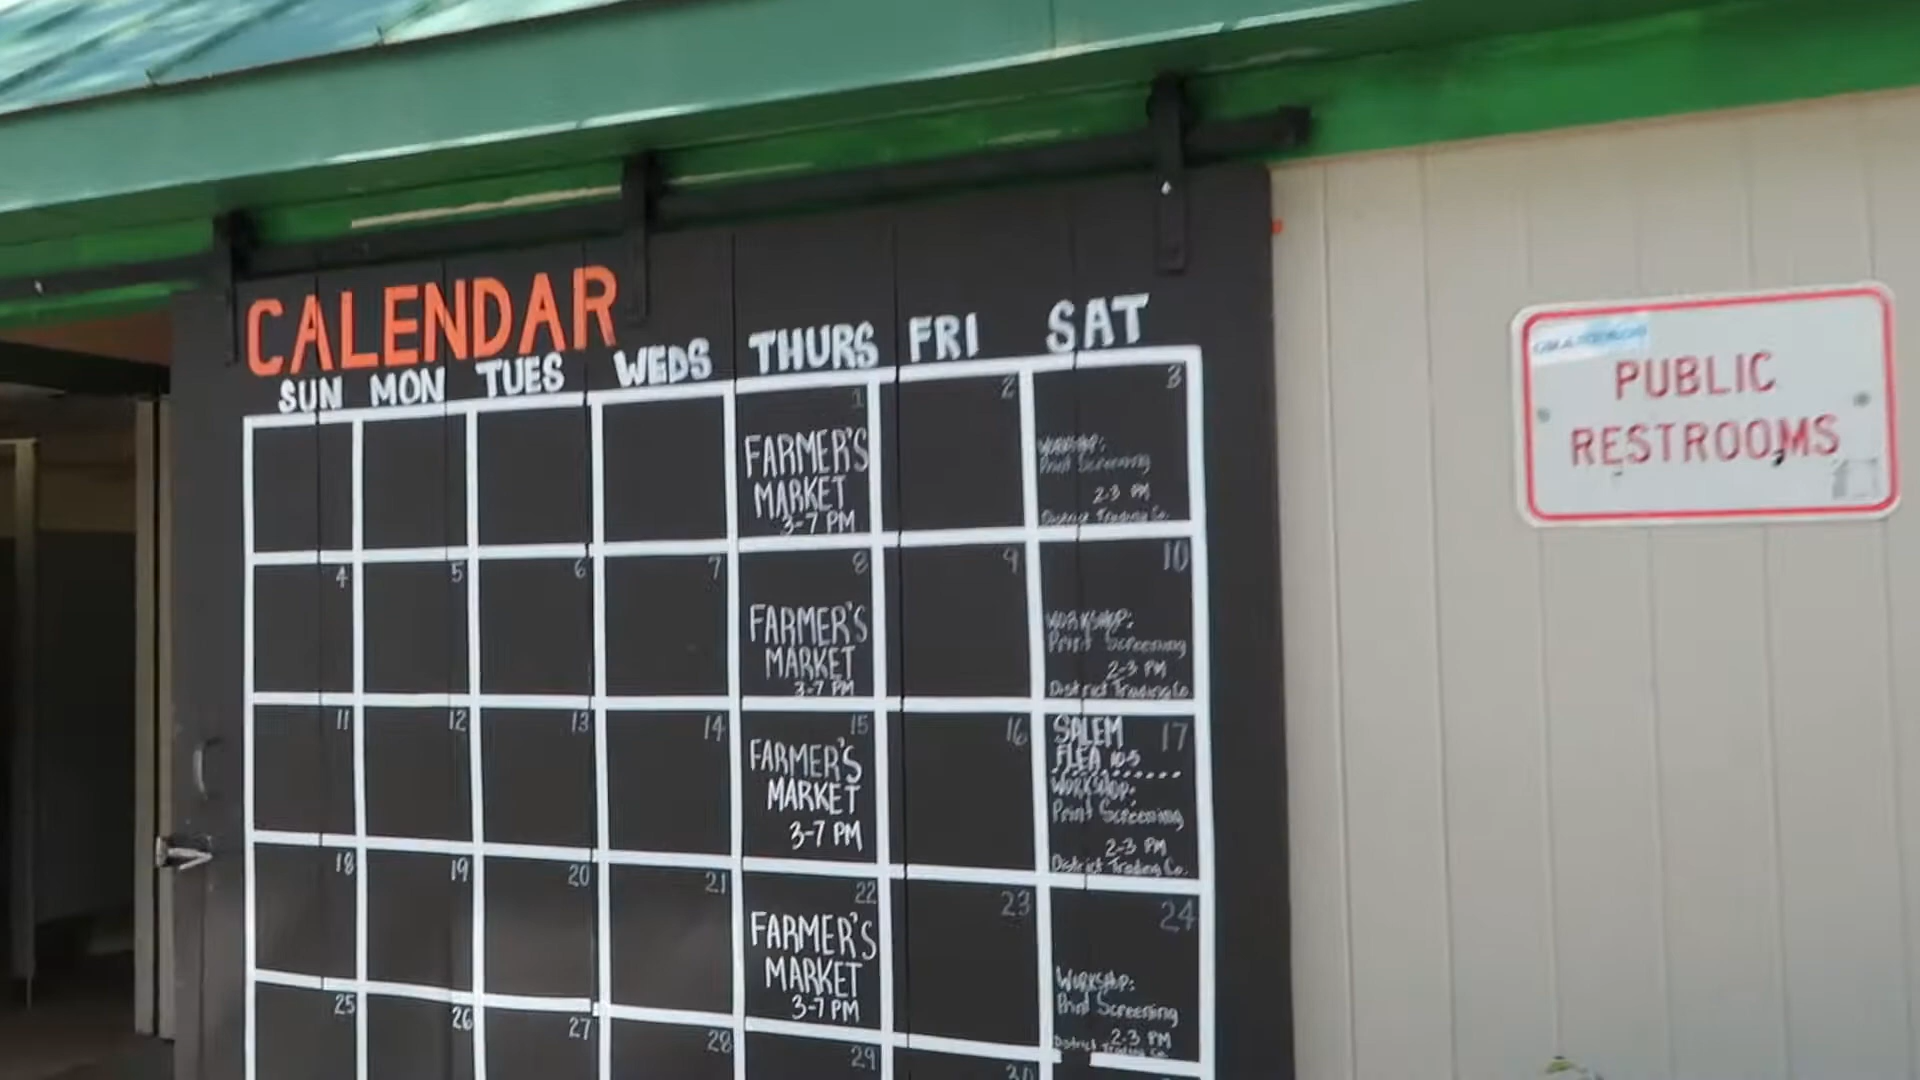 CALENDAR
SUN MON TUES WEDS THURS FRI SAT
1 2 3
FARMER'S
MARKET
3-7 PM
WORKSHOP:
Print Screening
2-3 PM
District Trading Co.
4 5 6 7 8 9 10
FARMER'S
MARKET
3-7 PM
WORKSHOP:
Print Screening
2-3 PM
District Trading Co.
11 12 13 14 15 16 17
FARMER'S
MARKET
3-7 PM
SALEM
FLEA 10-5
WORKSHOP:
Print Screening
2-3 PM
District Trading Co.
18 19 20 21 22 23 24
FARMER'S
MARKET
3-7 PM
WORKSHOP:
Print Screening
2-3 PM
District Trading Co.
25 26 27 28 29 30
PUBLIC
RESTROOMS